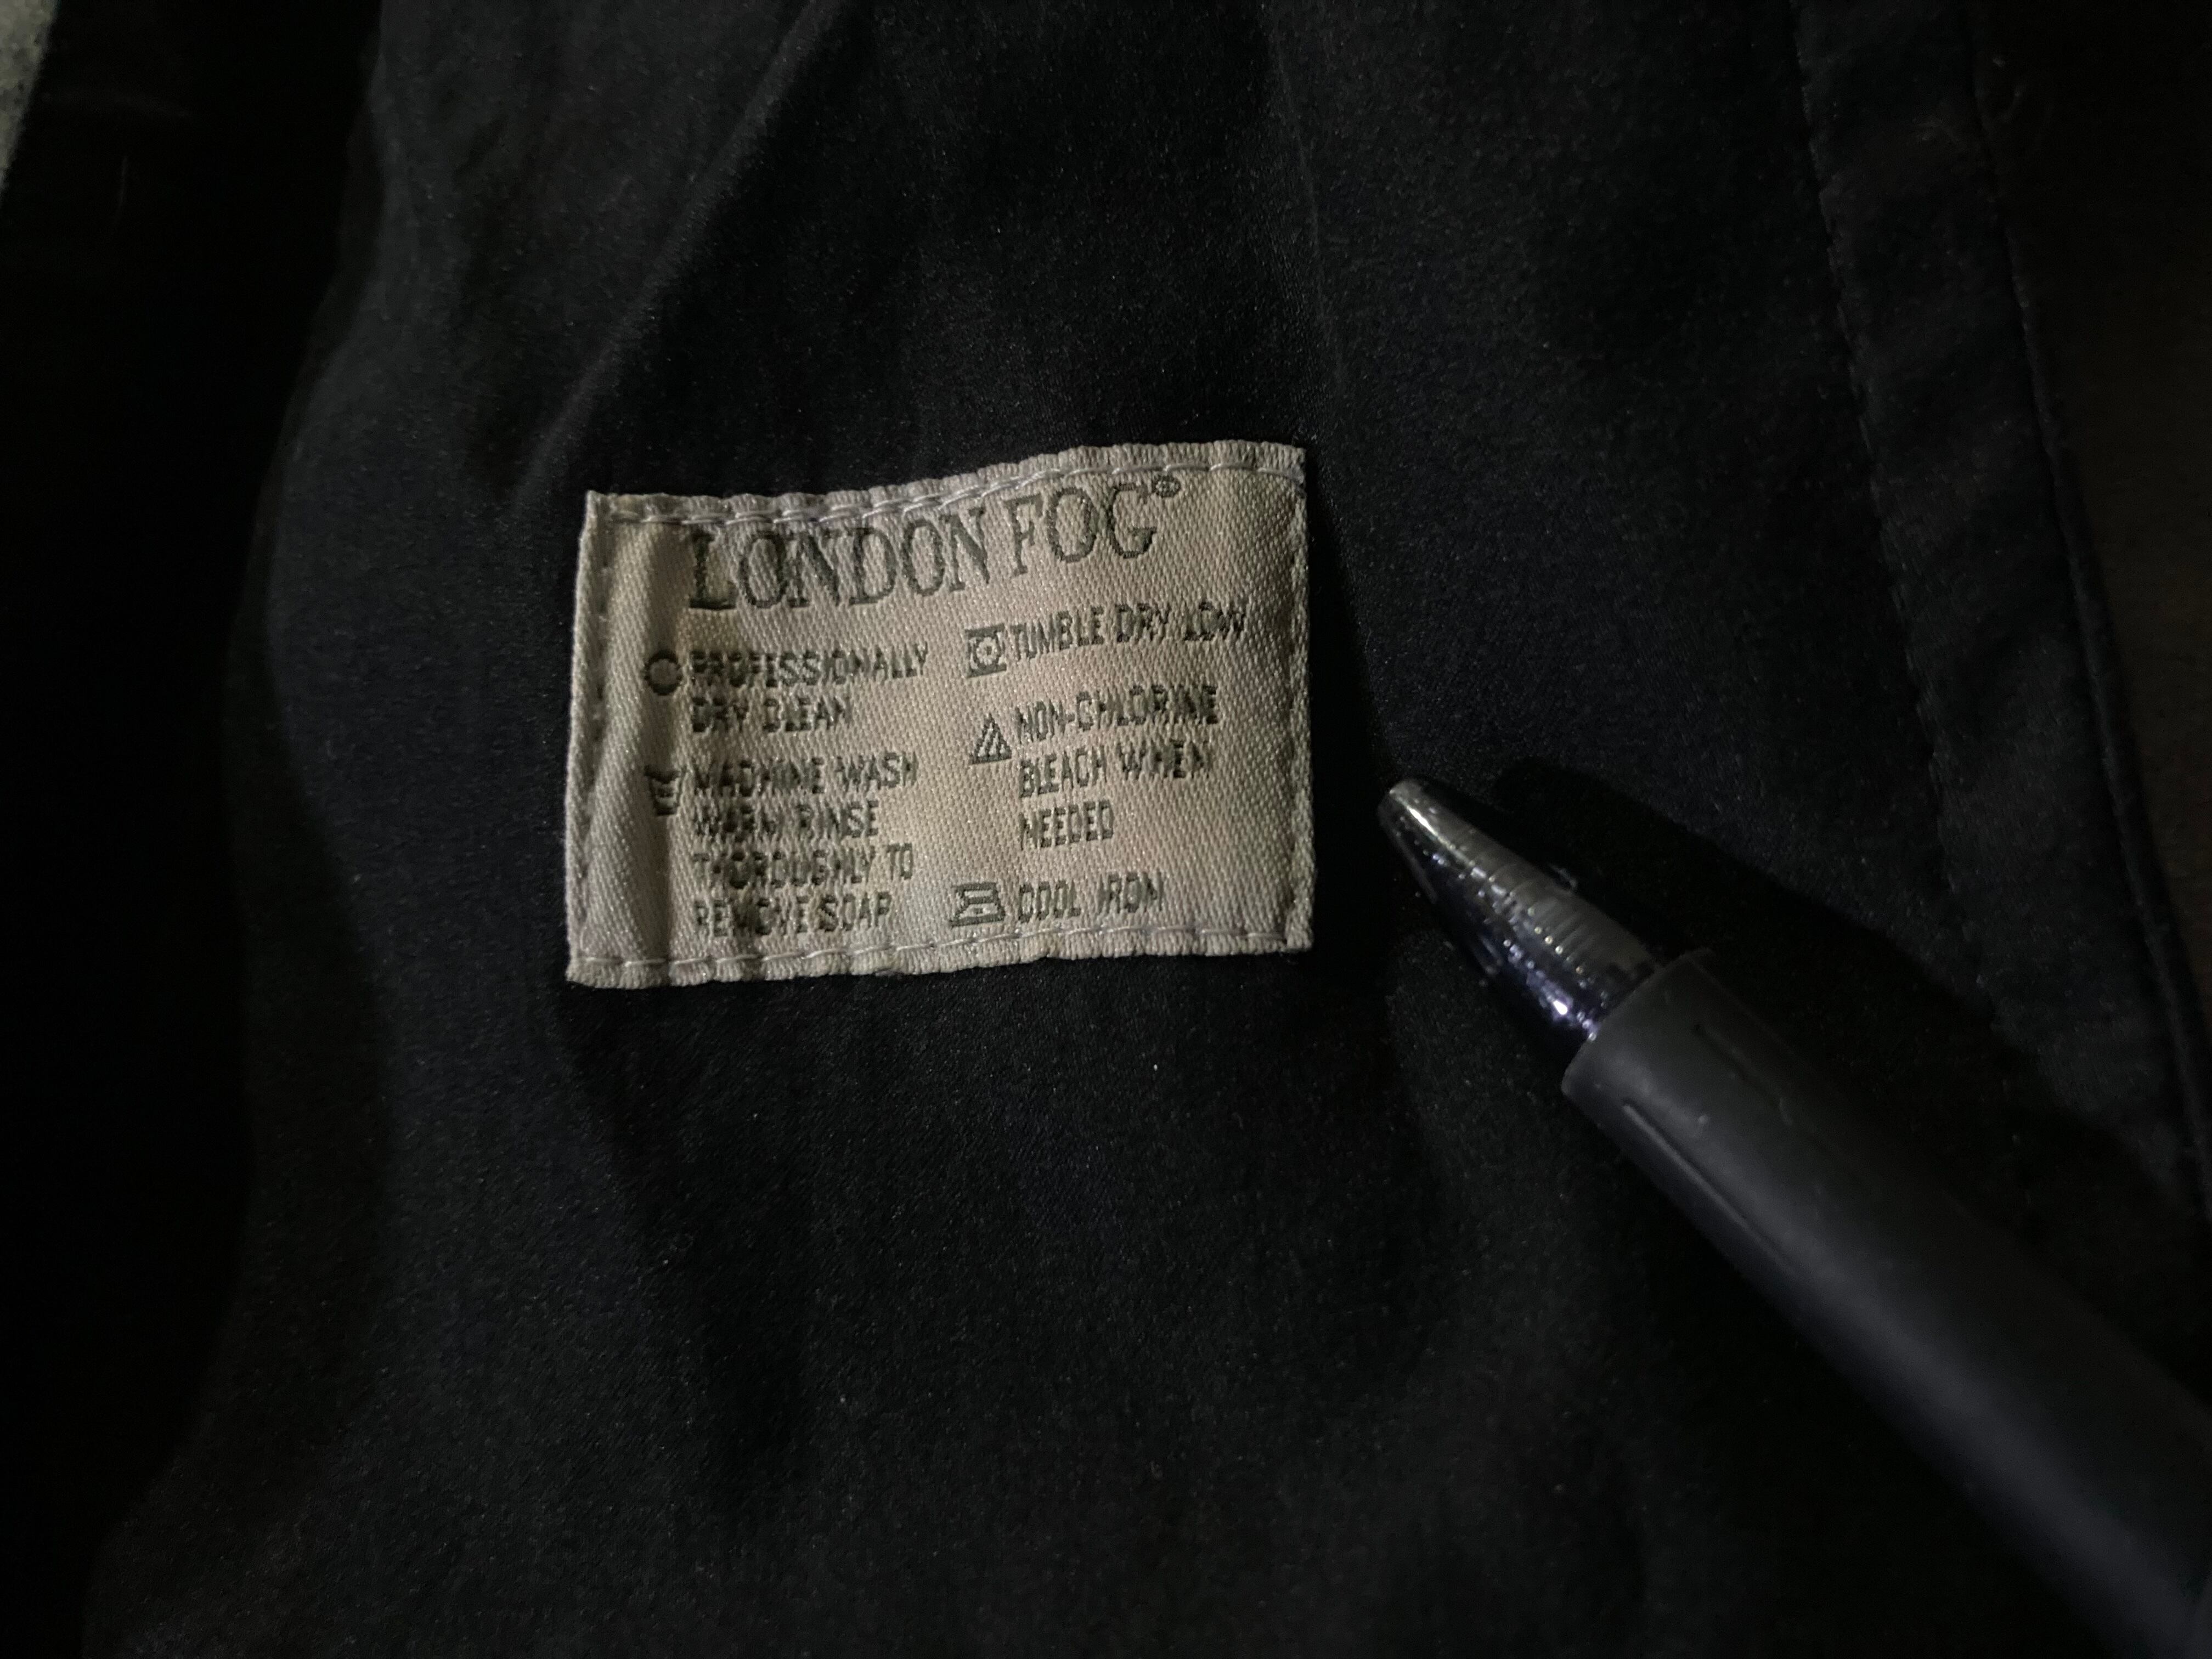 LONDON FOG®
PROFESSIONALLY
DRY CLEAN
MACHINE WASH
WARM RINSE
THOROUGHLY TO
REMOVE SOAP
TUMBLE DRY LOW
NON-CHLORINE
BLEACH WHEN
NEEDED
COOL IRON